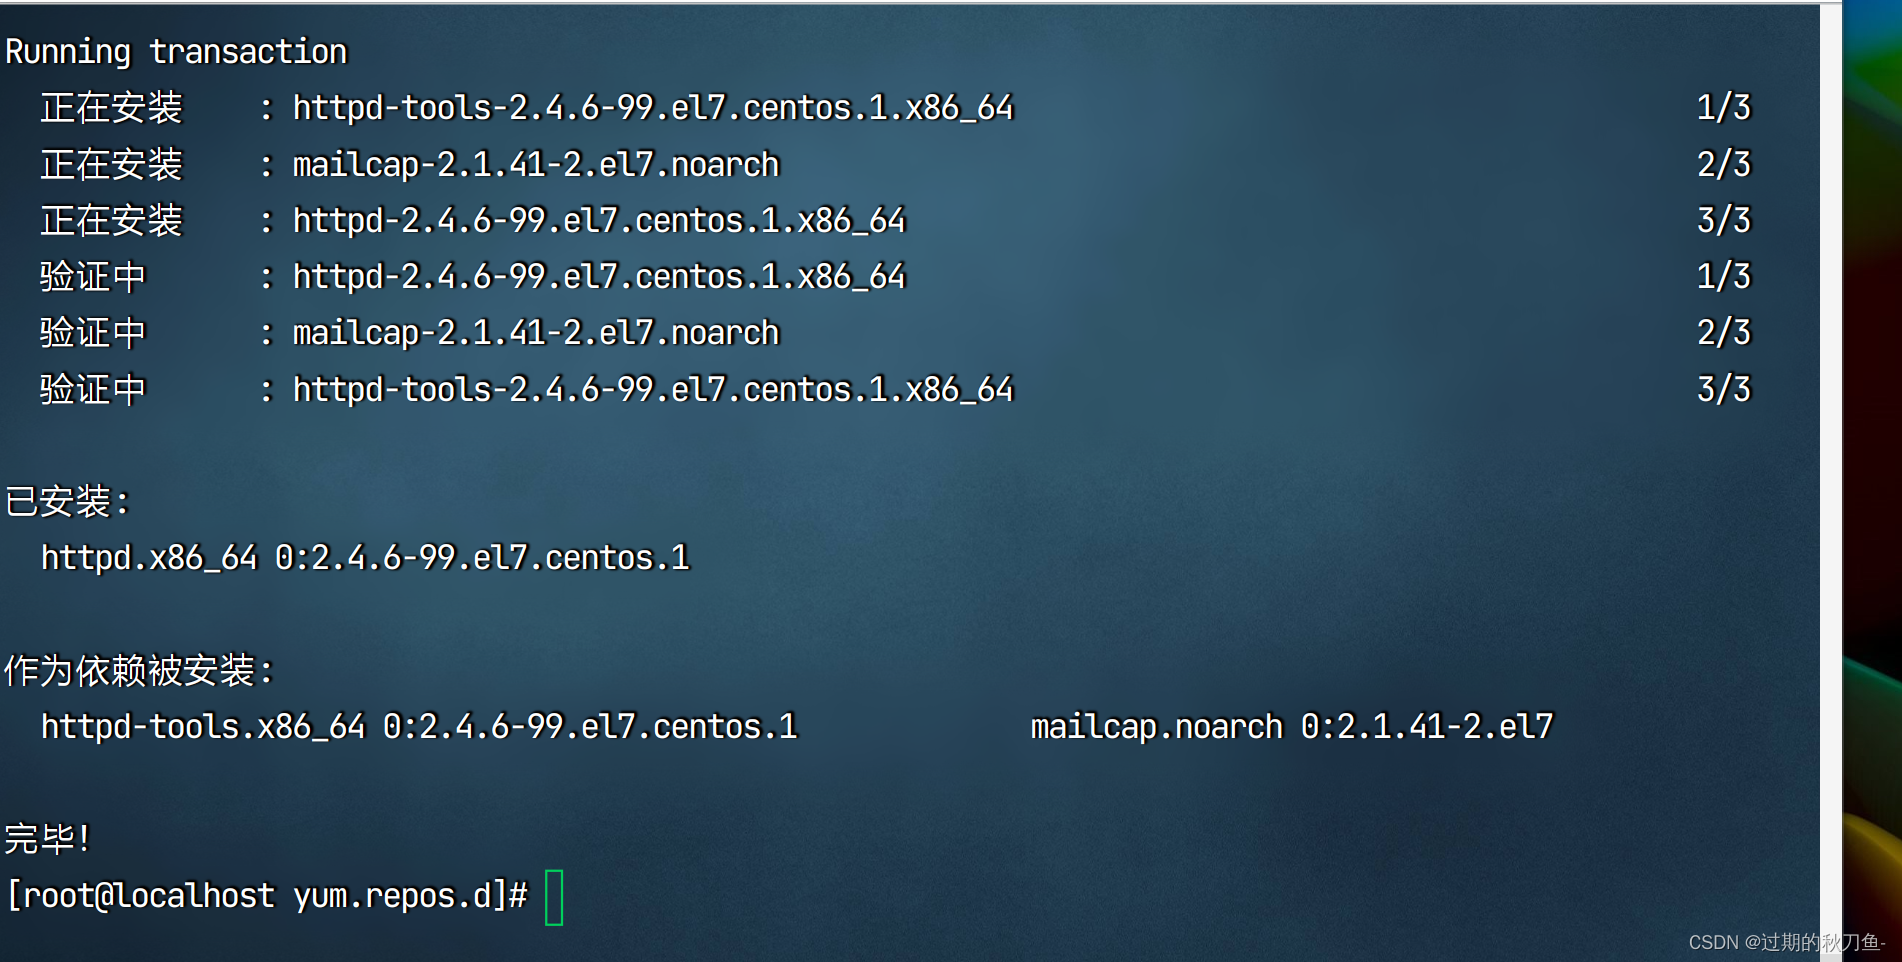 Running transaction
正在安装 : httpd-tools-2.4.6-99.el7.centos.1.x86_64 1/3
正在安装 : mailcap-2.1.41-2.el7.noarch 2/3
正在安装 : httpd-2.4.6-99.el7.centos.1.x86_64 3/3
验证中 : httpd-2.4.6-99.el7.centos.1.x86_64 1/3
验证中 : mailcap-2.1.41-2.el7.noarch 2/3
验证中 : httpd-tools-2.4.6-99.el7.centos.1.x86_64 3/3
已安装:
httpd.x86_64 0:2.4.6-99.el7.centos.1
作为依赖被安装:
httpd-tools.x86_64 0:2.4.6-99.el7.centos.1 mailcap.noarch 0:2.1.41-2.el7
完毕!
[root@localhost yum.repos.d]#
CSDN @过期的秋刀鱼-